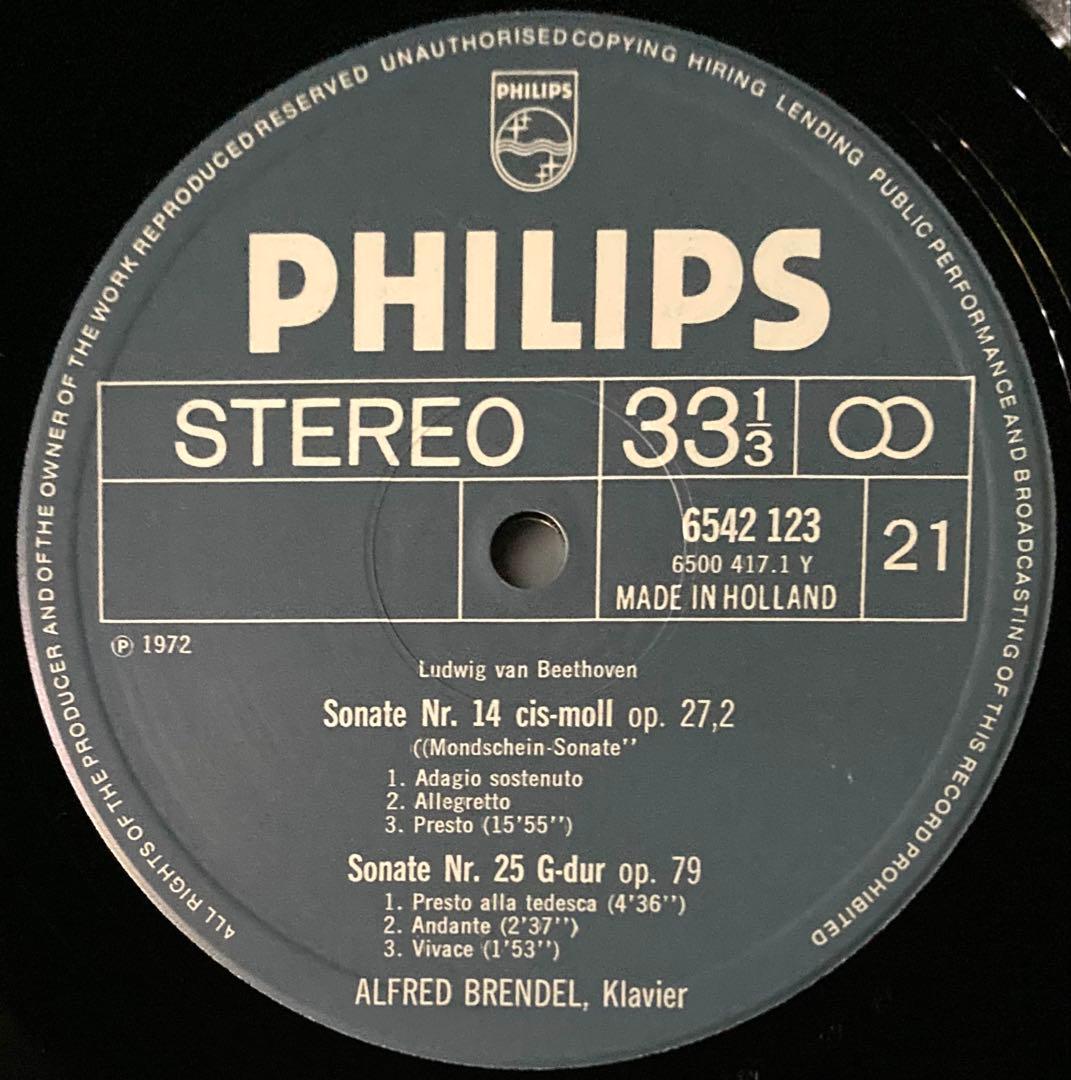 ALL RIGHTS OF THE PRODUCER AND OF THE OWNER OF THE WORK REPRODUCED RESERVED UNAUTHORISED COPYING HIRING LENDING PUBLIC PERFORMANCE AND BROADCASTING OF THIS RECORD PROHIBITED
PHILIPS
PHILIPS
STEREO 33 1/3
6542 123
6500 417.1 Y
MADE IN HOLLAND
21
Ⓟ 1972
Ludwig van Beethoven
Sonate Nr. 14 cis-moll op. 27,2
((Mondschein-Sonate''
1. Adagio sostenuto
2. Allegretto
3. Presto (15'55'')
Sonate Nr. 25 G-dur op. 79
1. Presto alla tedesca (4'36'')
2. Andante (2'37'')
3. Vivace (1'53'')
ALFRED BRENDEL, Klavier